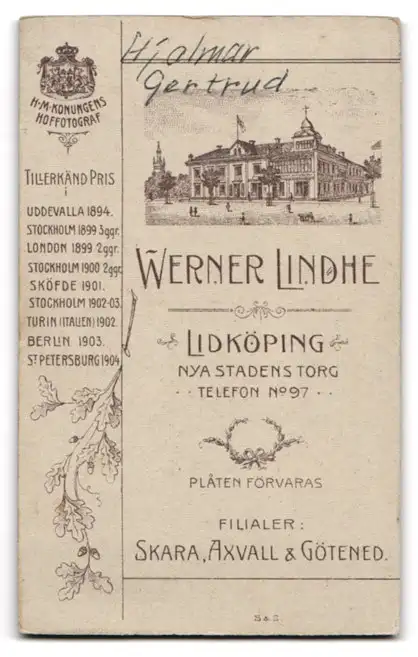 Hjalmar
Gertrud
H·M·KONUNGENS
HOFFOTOGRAF
TILLERKÄND PRIS
I
UDDEVALLA 1894.
STOCKHOLM 1899 3ggr.
LONDON 1899 2ggr.
STOCKHOLM 1900 2ggr.
SKÖFDE 1901.
STOCKHOLM 1902-03.
TURIN (ITALIEN) 1902.
BERLIN 1903.
ST PETERSBURG 1904
WERNER LINDHE
LIDKÖPING
NYA STADENS TORG
TELEFON No 97
PLÅTEN FÖRVARAS
FILIALER:
SKARA, AXVALL & GÖTENED.